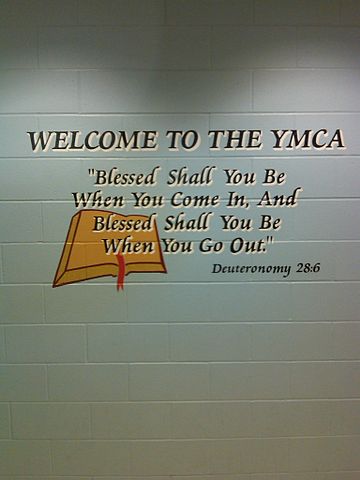 WELCOME TO THE YMCA
"Blessed Shall You Be
When You Come In, And
Blessed Shall You Be
When You Go Out."
Deuteronomy 28:6